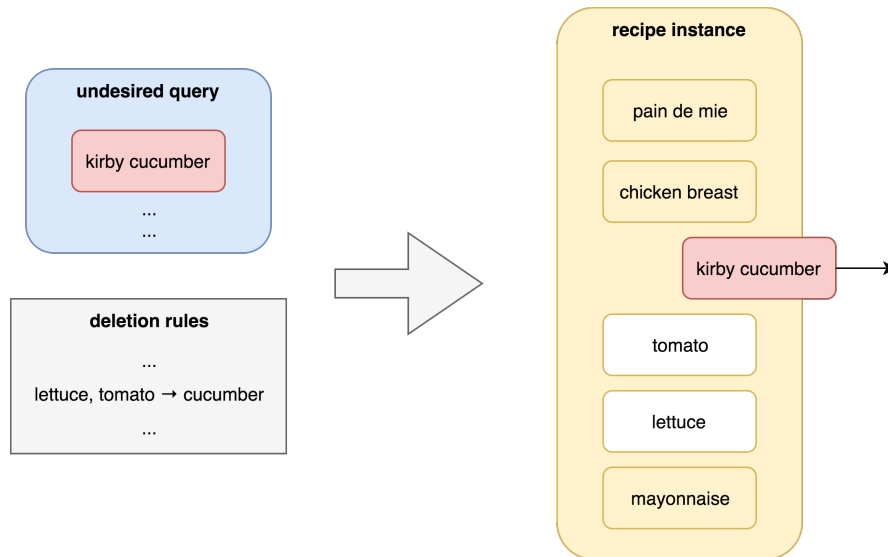 undesired query
kirby cucumber
...
...
deletion rules
...
lettuce, tomato → cucumber
...
recipe instance
pain de mie
chicken breast
kirby cucumber
tomato
lettuce
mayonnaise